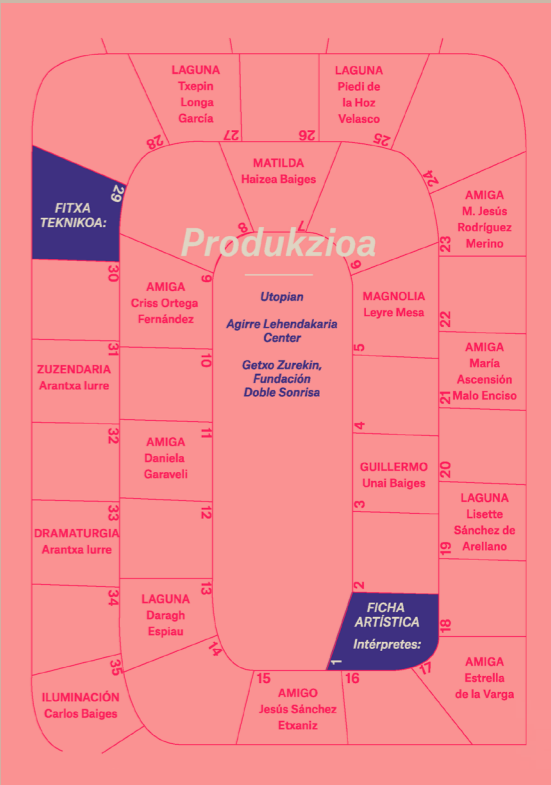 LAGUNA
Txepin
Longa
García
LAGUNA
Piedi de
la Hoz
Velasco
28
27
26
25
MATILDA
Haizea Baiges
24
29
FITXA
TEKNIKOA:
AMIGA
M. Jesús
Rodríguez
Merino
23
8
7
Produkzioa
30
9
6
AMIGA
Criss Ortega
Fernández
Utopian
Agirre Lehendakaria
Center
Getxo Zurekin,
Fundación
Doble Sonrisa
MAGNOLIA
Leyre Mesa
22
31
10
5
ZUZENDARIA
Arantxa Iurre
AMIGA
María
Ascensión
Malo Enciso
21
32
11
4
AMIGA
Daniela
Garaveli
GUILLERMO
Unai Baiges
20
33
12
3
DRAMATURGIA
Arantxa Iurre
LAGUNA
Lisette
Sánchez de
Arellano
19
34
13
2
LAGUNA
Daragh
Espiau
FICHA
ARTÍSTICA
Intérpretes:
18
14
1
35
15
16
17
ILUMINACIÓN
Carlos Baiges
AMIGO
Jesús Sánchez
Etxaniz
AMIGA
Estrella
de la Varga